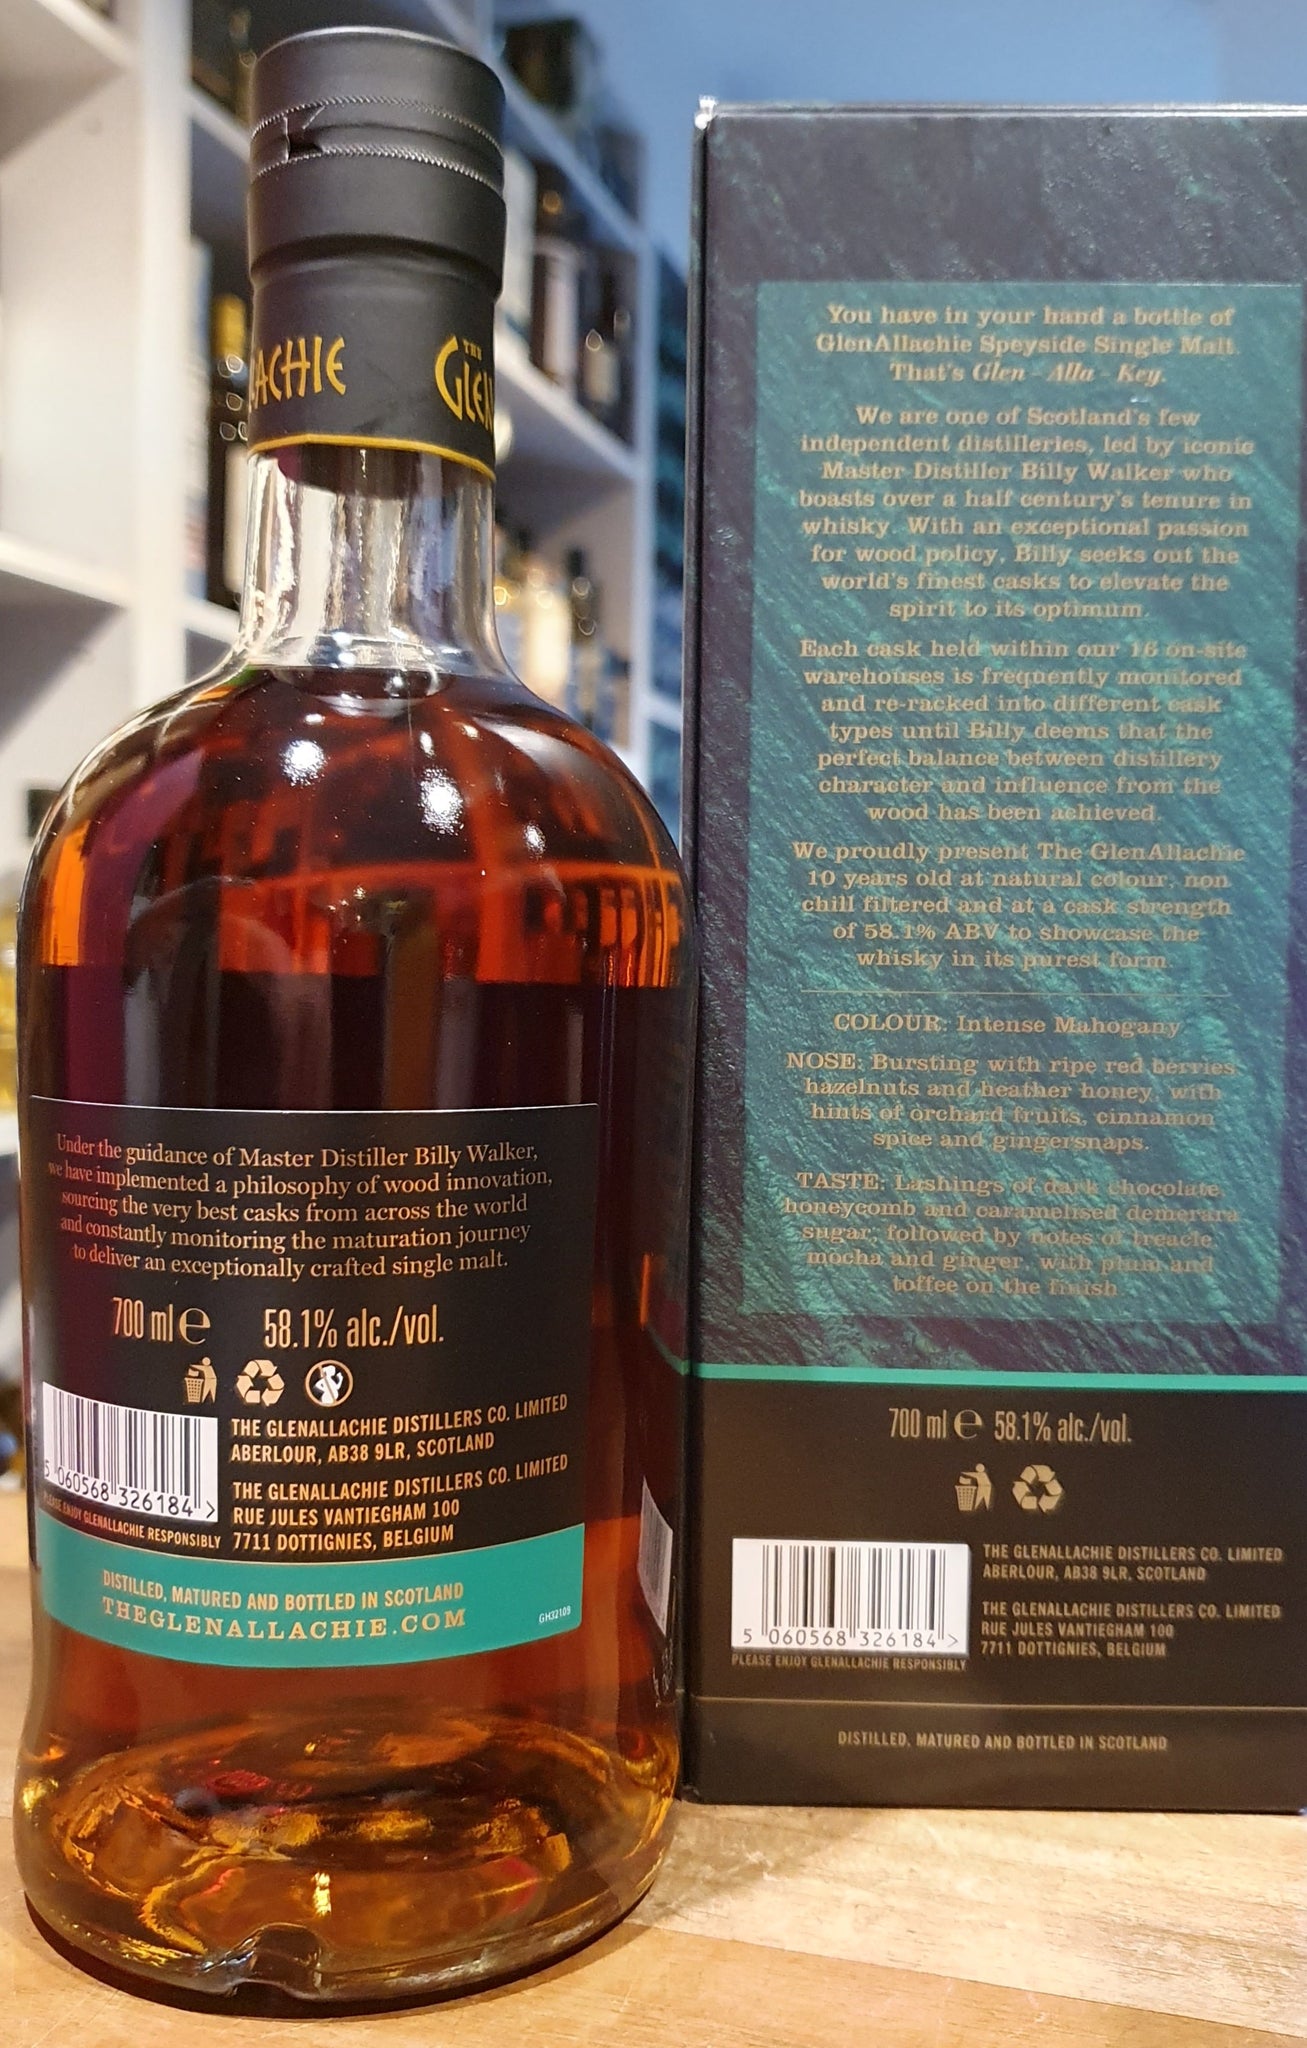 ACHIE
THE
GLEN
Under the guidance of Master Distiller Billy Walker,
we have implemented a philosophy of wood innovation,
sourcing the very best casks from across the world
and constantly monitoring the maturation journey
to deliver an exceptionally crafted single malt.
700 ml ℮ 58.1% alc./vol.
THE GLENALLACHIE DISTILLERS CO. LIMITED
ABERLOUR, AB38 9LR, SCOTLAND
THE GLENALLACHIE DISTILLERS CO. LIMITED
RUE JULES VANTIEGHAM 100
7711 DOTTIGNIES, BELGIUM
5 060568 326184 >
PLEASE ENJOY GLENALLACHIE RESPONSIBLY
DISTILLED, MATURED AND BOTTLED IN SCOTLAND
THEGLENALLACHIE.COM
GH32109
You have in your hand a bottle of
GlenAllachie Speyside Single Malt.
That's Glen - Alla - Key.
We are one of Scotland's few
independent distilleries, led by iconic
Master Distiller Billy Walker who
boasts over a half century's tenure in
whisky. With an exceptional passion
for wood policy, Billy seeks out the
world's finest casks to elevate the
spirit to its optimum.
Each cask held within our 16 on-site
warehouses is frequently monitored
and re-racked into different cask
types until Billy deems that the
perfect balance between distillery
character and influence from the
wood has been achieved.
We proudly present The GlenAllachie
10 years old at natural colour, non
chill filtered and at a cask strength
of 58.1% ABV to showcase the
whisky in its purest form.
COLOUR: Intense Mahogany
NOSE: Bursting with ripe red berries,
hazelnuts and heather honey, with
hints of orchard fruits, cinnamon
spice and gingersnaps.
TASTE: Lashings of dark chocolate,
honeycomb and caramelised demerara
sugar, followed by notes of treacle,
mocha and ginger, with plum and
toffee on the finish.
700 ml ℮ 58.1% alc./vol.
THE GLENALLACHIE DISTILLERS CO. LIMITED
ABERLOUR, AB38 9LR, SCOTLAND
THE GLENALLACHIE DISTILLERS CO. LIMITED
RUE JULES VANTIEGHAM 100
7711 DOTTIGNIES, BELGIUM
5 060568 326184 >
PLEASE ENJOY GLENALLACHIE RESPONSIBLY
DISTILLED, MATURED AND BOTTLED IN SCOTLAND